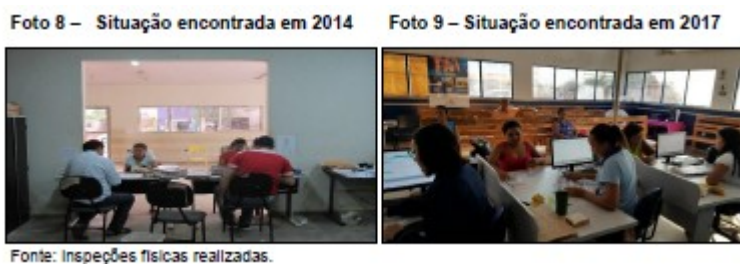 Foto 8 – Situação encontrada em 2014
Foto 9 – Situação encontrada em 2017
Fonte: Inspeções físicas realizadas.